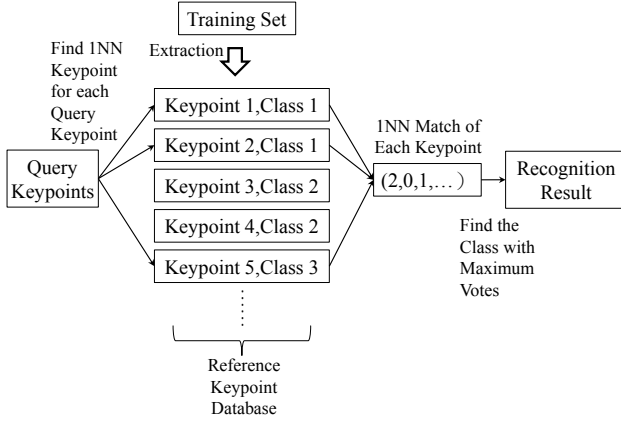 Training Set
Extraction
Find 1NN
Keypoint
for each
Query
Keypoint
Query
Keypoints
Keypoint 1,Class 1
Keypoint 2,Class 1
Keypoint 3,Class 2
Keypoint 4,Class 2
Keypoint 5,Class 3
Reference
Keypoint
Database
1NN Match of
Each Keypoint
(2,0,1,… )
Recognition
Result
Find the
Class with
Maximum
Votes